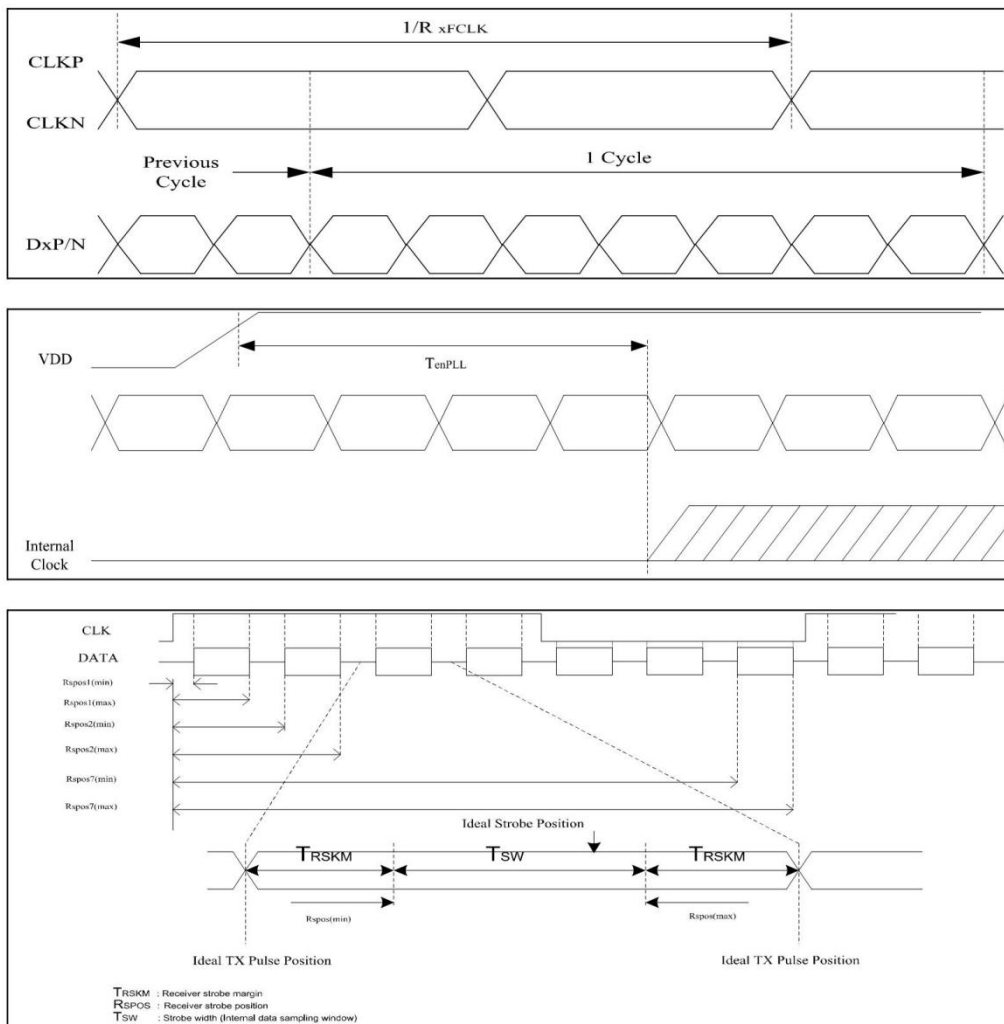 1/R xFCLK
CLKP
CLKN
Previous
Cycle
1 Cycle
DxP/N
VDD
TenPLL
Internal
Clock
CLK
DATA
Rspos1(min)
Rspos1(max)
Rspos2(min)
Rspos2(max)
Rspos7(min)
Rspos7(max)
Ideal Strobe Position
TRSKM
TSW
TRSKM
Rspos(min)
Rspos(max)
Ideal TX Pulse Position
Ideal TX Pulse Position
TRSKM : Receiver strobe margin
RSPOS : Receiver strobe position
TSW : Strobe width (Internal data sampling window)